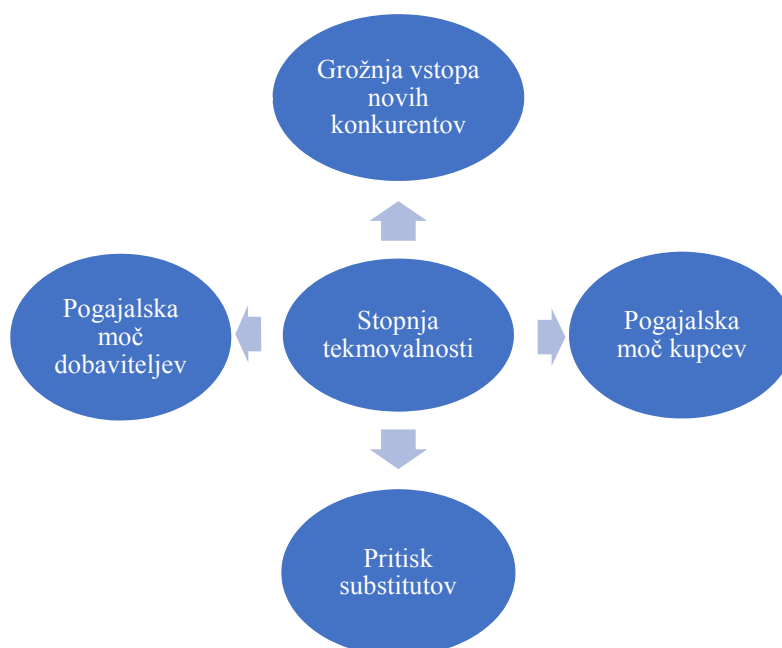 Grožnja vstopa
novih
konkurentov
Pogajalska
moč
dobaviteljev
Stopnja
tekmovalnosti
Pogajalska
moč kupcev
Pritisk
substitutov